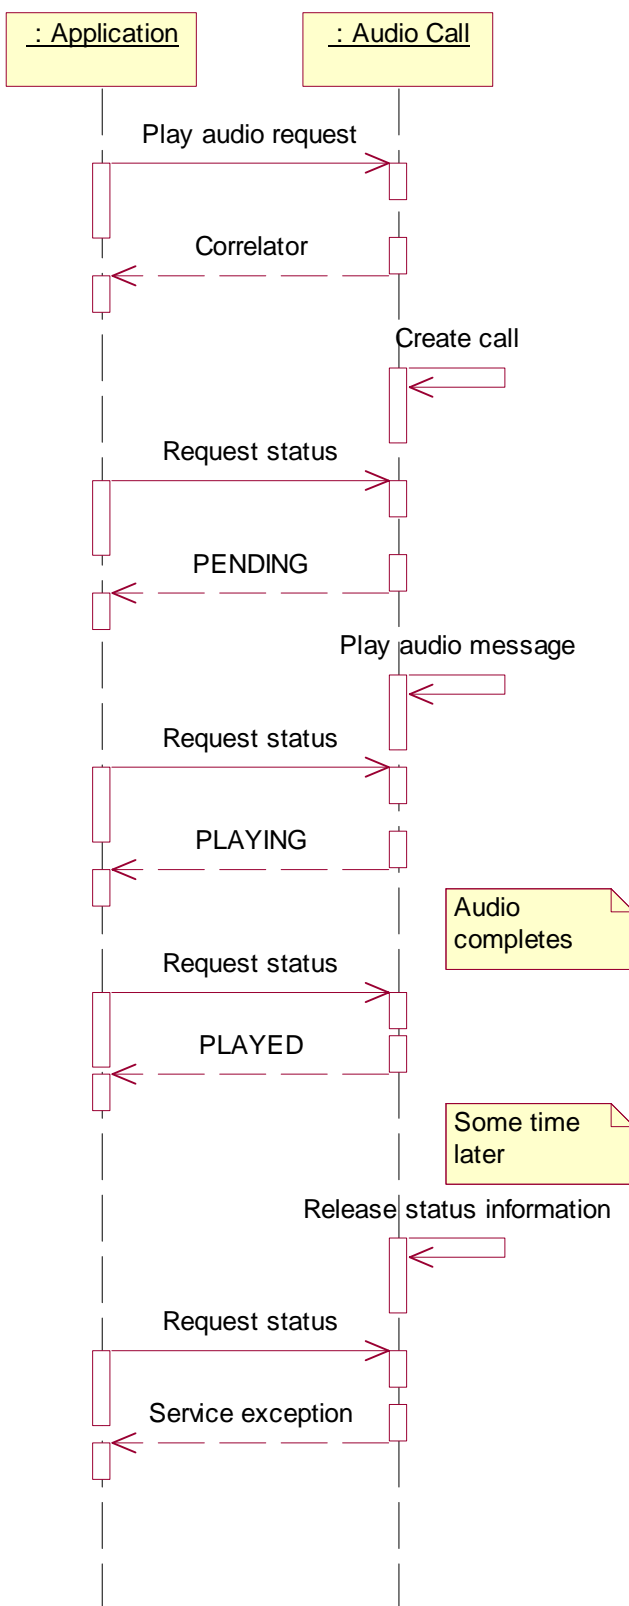 : Application
: Audio Call
Play audio request
Correlator
Create call
Request status
PENDING
Play audio message
Request status
PLAYING
Audio
completes
Request status
PLAYED
Some time
later
Release status information
Request status
Service exception